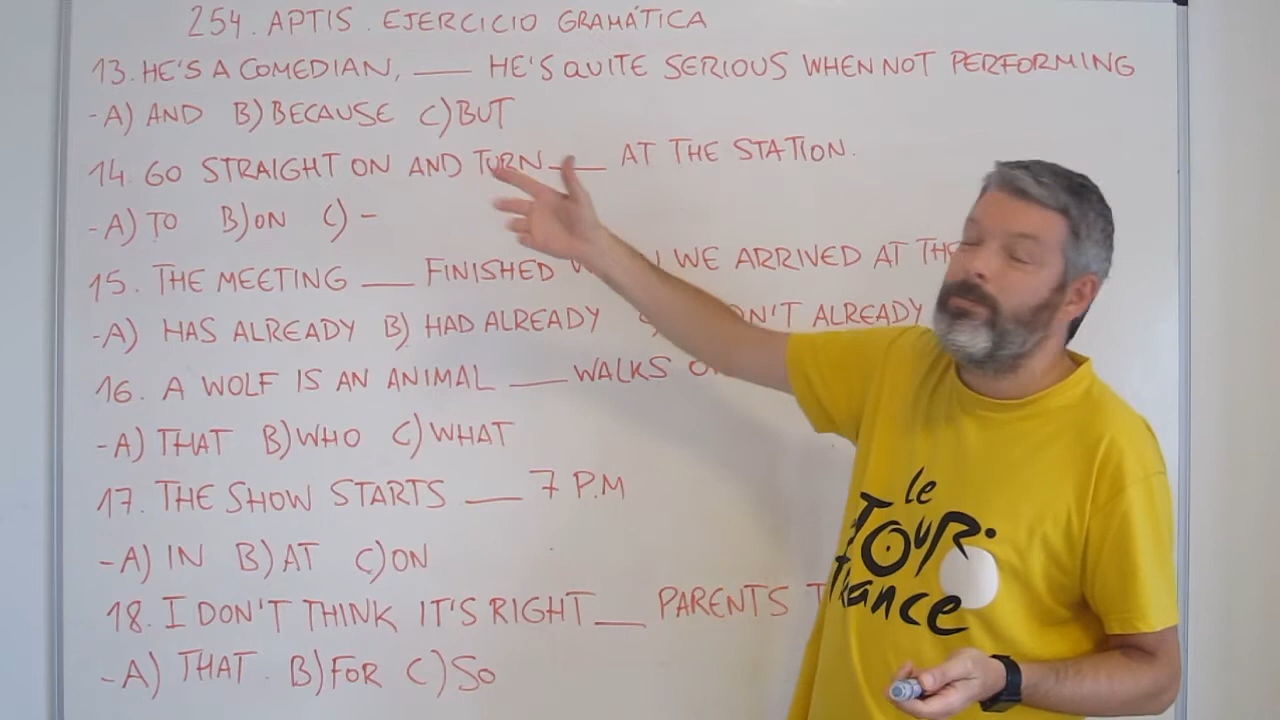 254. APTIS. EJERCICIO GRAMÁTICA
13. HE'S A COMEDIAN, ___ HE'S QUITE SERIOUS WHEN NOT PERFORMING
-A) AND B) BECAUSE C) BUT
14. GO STRAIGHT ON AND TURN ___ AT THE STATION.
-A) TO B) ON C) -
15. THE MEETING ___ FINISHED WE ARRIVED AT THE
-A) HAS ALREADY B) HAD ALREADY ALREADY
16. A WOLF IS AN ANIMAL ___ WALKS
-A) THAT B) WHO C) WHAT
17. THE SHOW STARTS ___ 7 P.M
-A) IN B) AT C) ON
18. I DON'T THINK IT'S RIGHT ___ PARENTS
-A) THAT. B) FOR C) SO
le
TOUR
France